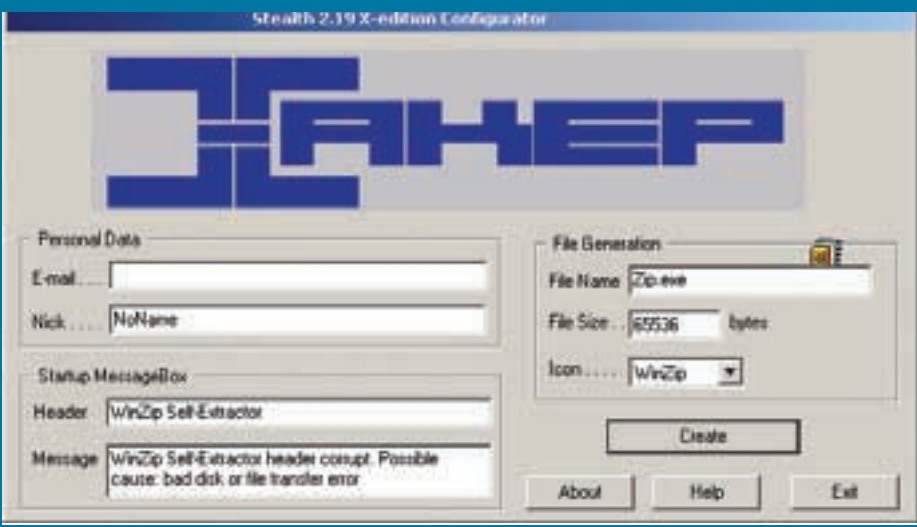 Stealth 2.19 X-edition Configurator
ХАКЕР
Personal Data
E-mail....
Nick.....
NoName
Startup MessageBox
Header
WinZip Self-Extractor
Message
WinZip Self-Extractor header corrupt. Possible
cause: bad disk or file transfer error
File Generation
File Name
Zip.exe
File Size..
65536
bytes
Icon.....
WinZip
Create
About
Help
Exit